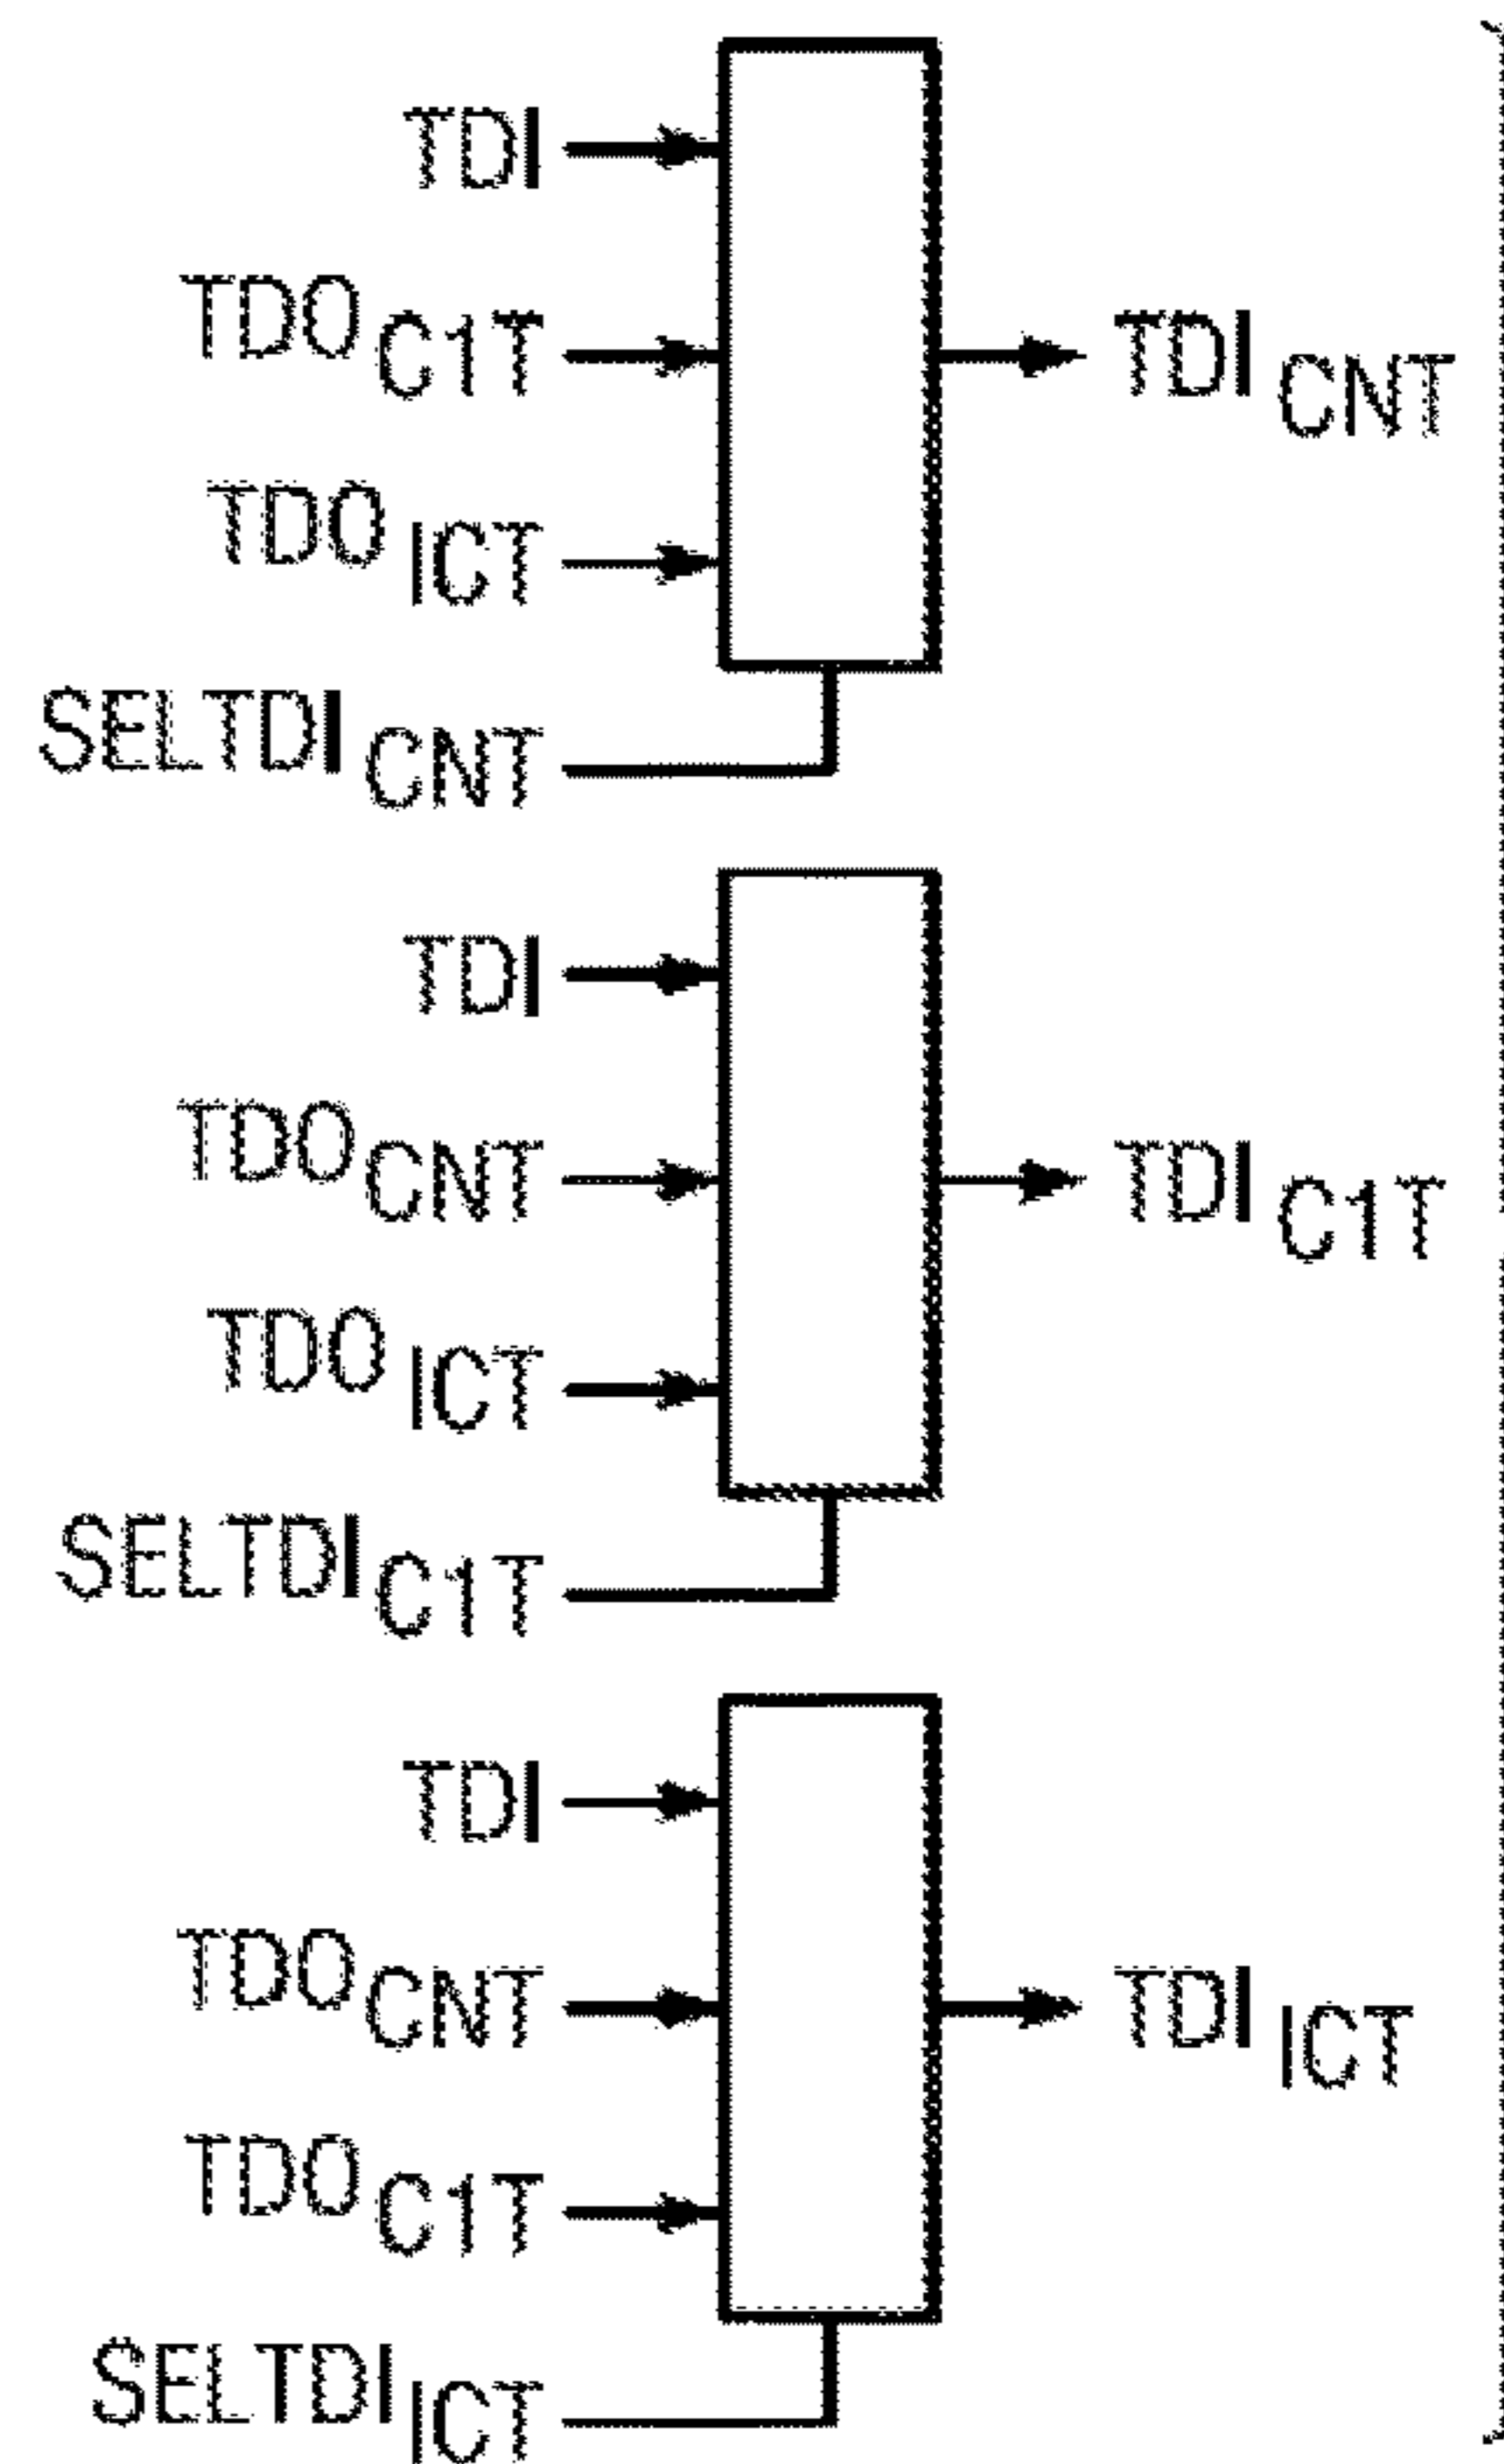 TDI
TDO C1T
TDI CNT
TDO ICT
SELTDI CNT
TDI
TDO CNT
TDI C1T
TDO ICT
SELTDI C1T
TDI
TDO CNT
TDI ICT
TDO C1T
SELTDI ICT